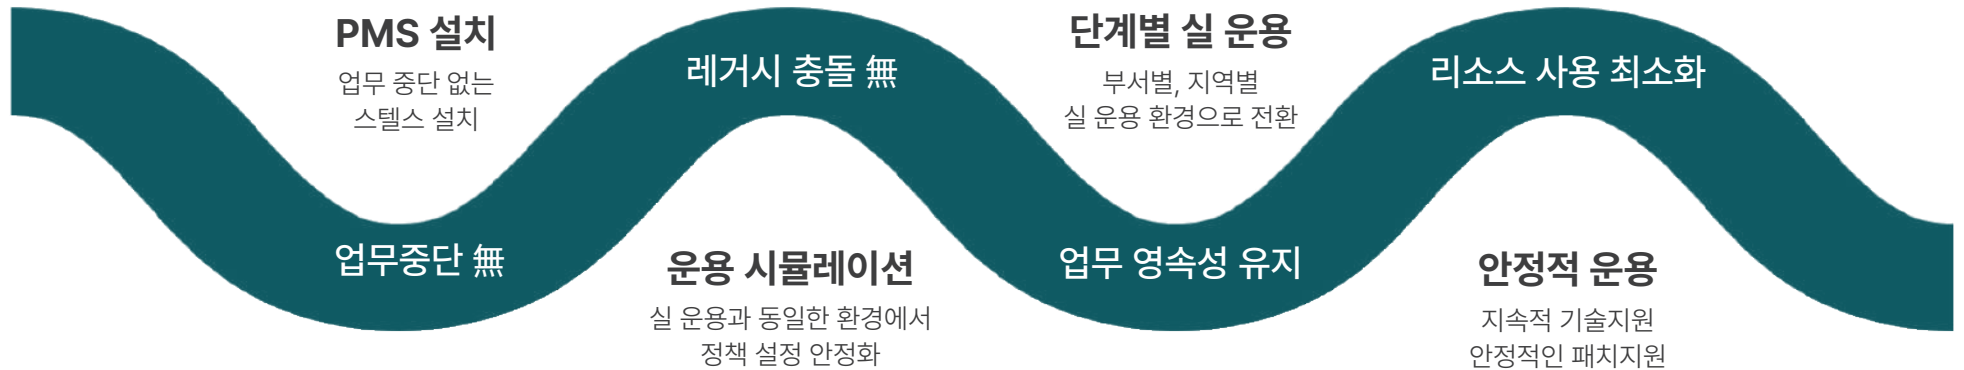 PMS 설치
업무 중단 없는
스텔스 설치
업무중단 無
레거시 충돌 無
운용 시뮬레이션
실 운용과 동일한 환경에서
정책 설정 안정화
단계별 실 운용
부서별, 지역별
실 운용 환경으로 전환
업무 영속성 유지
리소스 사용 최소화
안정적 운용
지속적 기술지원
안정적인 패치지원